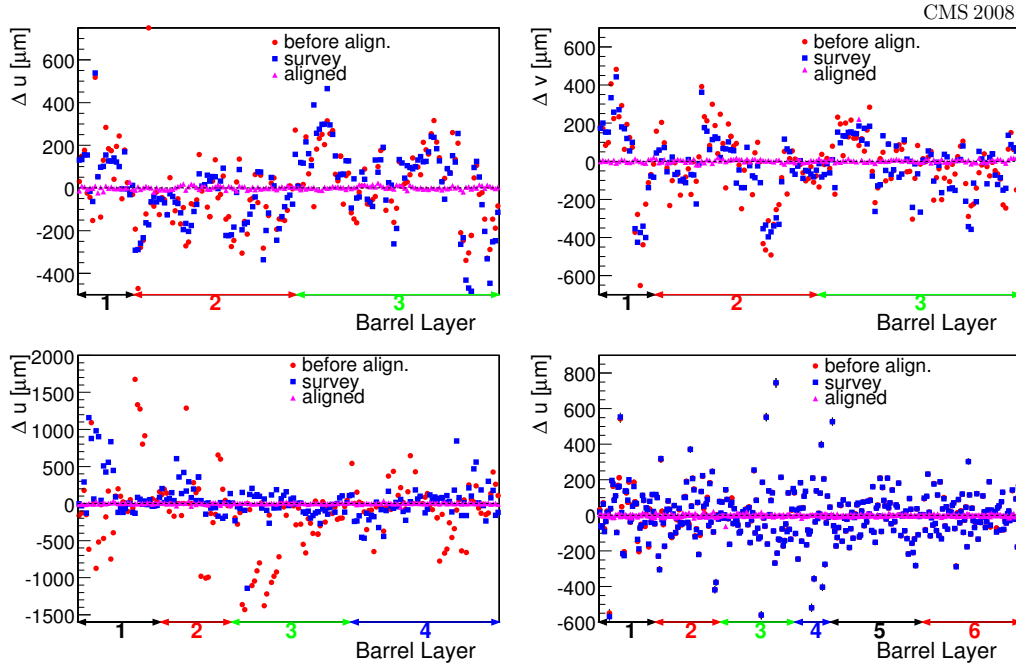 CMS 2008
Δ u [μm]
600
400
200
0
-200
-400
before align.
survey
aligned
1
2
3
Barrel Layer
Δ v [μm]
600
400
200
0
-200
-400
-600
before align.
survey
aligned
1
2
3
Barrel Layer
Δ u [μm]
2000
1500
1000
500
0
-500
-1000
-1500
before align.
survey
aligned
1
2
3
4
Barrel Layer
Δ u [μm]
800
600
400
200
0
-200
-400
-600
before align.
survey
aligned
1
2
3
4
5
6
Barrel Layer